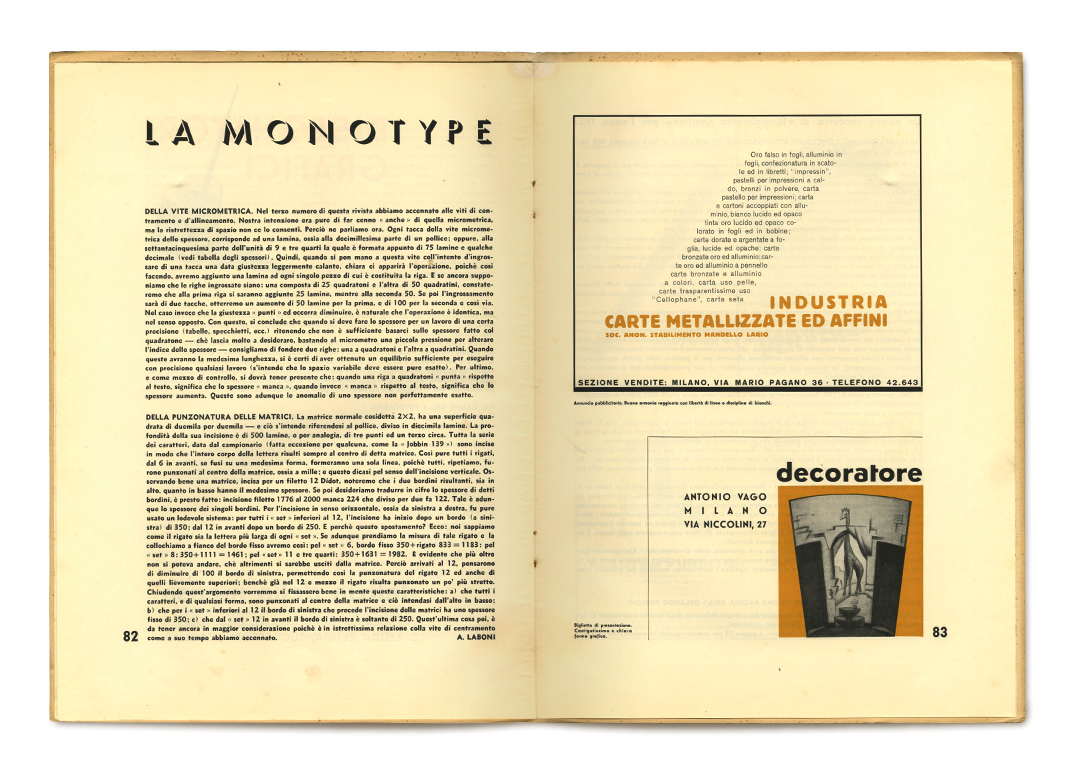 LA MONOTYPE
DELLA VITE MICROMETRICA. Nel terzo numero di questa rivista abbiamo accennato alle viti di cen-
tramento e d'allineamento. Nostra intenzione era pure di far cenno « anche » di quella micrometrica,
ma la ristrettezza di spazio non ce lo consentì. Perciò ne parliamo ora. Ogni tacca della vite microme-
trica dello spessore, corrisponde ad una lamina, ossia alla decimillesima parte di un pollice; oppure, alla
settantacinquesima parte dell'unità di 9 e tre quarti la quale è formata appunto di 75 lamine e qualche
decimale (vedi tabella degli spessori). Quindi, quando si pon mano a questa vite coll'intento d'ingros-
sare di una tacca una data giustezza leggermente calante, chiara ci apparirà l'operazione, poichè così
facendo, avremo aggiunto una lamina ad ogni singolo pezzo di cui è costituita la riga. E se ancora suppo-
niamo che le righe ingrossate siano: una composta di 25 quadratoni e l'altra di 50 quadratini, constate-
remo che alla prima riga si saranno aggiunte 25 lamine, mentre alla seconda 50. Se poi l'ingrossamento
sarà di due tacche, otterremo un aumento di 50 lamine per la prima, e di 100 per la seconda e così via.
Nel caso invece che la giustezza « punti » ed occorra diminuire, è naturale che l'operazione è identica, ma
nel senso opposto. Con questo, si conclude che quando si deve fare lo spessore per un lavoro di una certa
precisione (tabelle, specchietti, ecc.) ritenendo che non è sufficiente basarci sullo spessore fatto col
quadratone — chè lascia molto a desiderare, bastando al micrometro una piccola pressione per alterare
l'indice dello spessore — consigliamo di fondere due righe: una a quadratoni e l'altra a quadratini. Quando
queste avranno la medesima lunghezza, si è certi di aver ottenuto un equilibrio sufficiente per eseguire
con precisione qualsiasi lavoro (s'intende che lo spazio variabile deve essere pure esatto). Per ultimo,
e come mezzo di controllo, si dovrà tener presente che: quando una riga a quadratoni « punta » rispetto
al testo, significa che lo spessore « manca », quando invece « manca » rispetto al testo, significa che lo
spessore aumenta. Queste sono adunque le anomalie di uno spessore non perfettamente esatto.
DELLA PUNZONATURA DELLE MATRICI. La matrice normale cosidetta 2×2, ha una superficie qua-
drata di duemila per duemila — e ciò s'intende riferendosi al pollice, diviso in diecimila lamine. La pro-
fondità della sua incisione è di 500 lamine, o per analogia, di tre punti ed un terzo circa. Tutta la serie
dei caratteri, data dal campionario (fatta eccezione per qualcuna, come la « Jobbin 139 ») sono incise
in modo che l'intero corpo della lettera risulti sempre al centro di detta matrice. Così pure tutti i rigati,
dal 6 in avanti, se fusi su una medesima forma, formeranno una sola linea, poichè tutti, ripetiamo, fu-
rono punzonati al centro della matrice, ossia a mille; e questo dicasi pel senso dell'incisione verticale. Os-
servando bene una matrice, incisa per un filetto 12 Didot, noteremo che i due bordini risultanti, sia in
alto, quanto in basso hanno il medesimo spessore. Se poi desideriamo tradurre in cifre lo spessore di detti
bordini, è presto fatto: incisione filetto 1776 al 2000 manca 224 che diviso per due fa 122. Tale è adun-
que lo spessore dei singoli bordini. Per l'incisione in senso orizzontale, ossia da sinistra a destra, fu pure
usato un lodevole sistema: per tutti i « set » inferiori al 12, l'incisione ha inizio dopo un bordo (a sini-
stra) di 350; dal 12 in avanti dopo un bordo di 250. E perchè questo spostamento? Ecco: noi sappiamo
come il rigato sia la lettera più larga di ogni « set ». Se adunque prendiamo la misura di tale rigato e la
collochiamo a fianco del bordo fisso avremo così: pel « set » 6, bordo fisso 350+rigato 833=1183; pel
« set » 8: 350+1111=1461; pel «set» 11 e tre quarti: 350+1631=1982. È evidente che più oltre
non si poteva andare, chè altrimenti si sarebbe usciti dalla matrice. Perciò arrivati al 12, pensarono
di diminuire di 100 il bordo di sinistra, permettendo così la punzonatura del rigato 12 ed anche di
quelli lievemente superiori; benchè già nel 12 e mezzo il rigato risulta punzonato un po' più stretto.
Chiudendo quest'argomento vorremmo si fissassero bene in mente queste caratteristiche: a) che tutti i
caratteri, e di qualsiasi forma, sono punzonati al centro della matrice e ciò intendasi dall'alto in basso;
b) che per i « set » inferiori al 12 il bordo di sinistra che precede l'incisione delle matrici ha uno spessore
fisso di 350; c) che dal « set » 12 in avanti il bordo di sinistra è soltanto di 250. Quest'ultima cosa poi, è
da tener ancora in maggior considerazione poichè è in istrettissima relazione colla vite di centramento
come a suo tempo abbiamo accennato.
A. LABONI
82
Oro falso in fogli, alluminio in
fogli, confezionatura in scato-
le ed in libretti; "impressin",
pastelli per impressioni a cal-
do, bronzi in polvere, carta
pastello per impressioni; carta
e cartoni accoppiati con allu-
minio, bianco lucido ed opaco
tinta oro lucido ed opaco co-
lorato in fogli ed in bobine;
carte dorate e argentate a fo-
glia, lucide ed opache; carte
bronzate oro ed alluminio; car-
te oro ed alluminio a pennello
carte bronzate e alluminio
a colori, carta uso pelle,
carte trasparentissime uso
"Cellophane", carta seta
INDUSTRIA
CARTE METALLIZZATE ED AFFINI
SOC. ANON. STABILIMENTO MANDELLO LARIO
SEZIONE VENDITE: MILANO, VIA MARIO PAGANO 36 · TELEFONO 42.643
Annuncio pubblicitario. Buona armonia raggiunta con libertà di linee e disciplina di bianchi.
decoratore
ANTONIO VAGO
MILANO
VIA NICCOLINI, 27
Biglietto di presentazione.
Castigatissima e chiara
forma grafica.
83